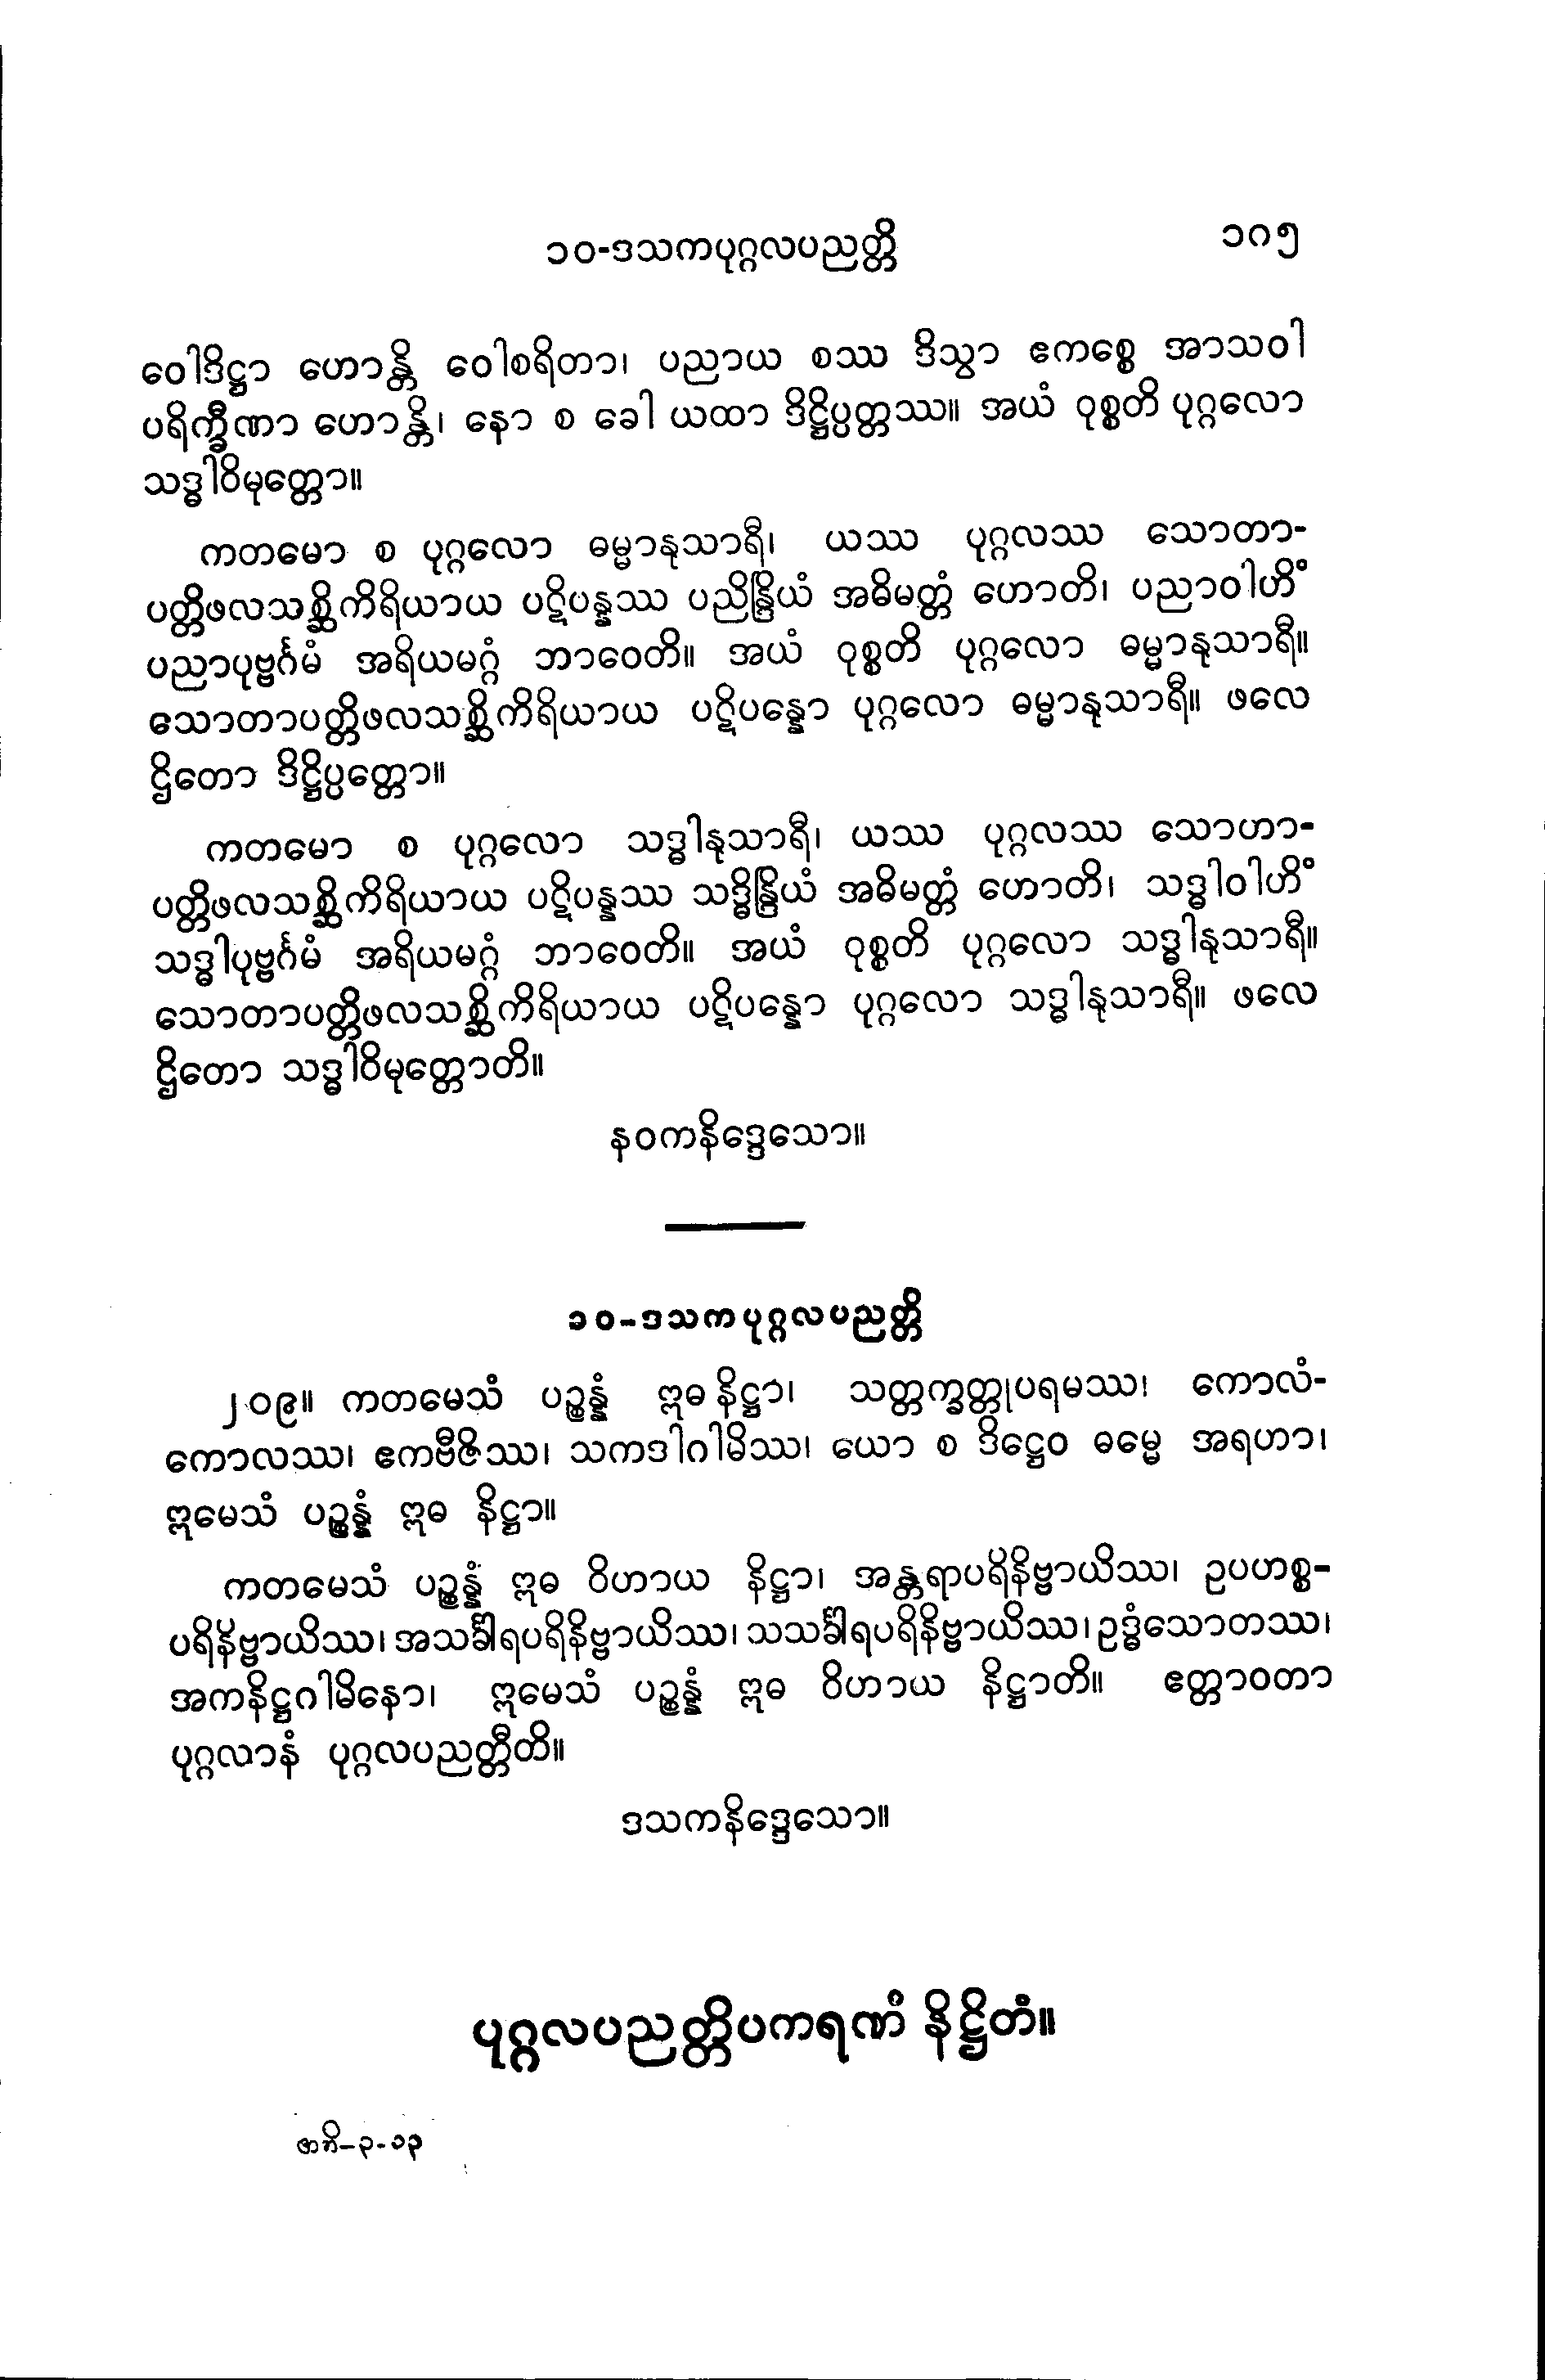 ၁၀-ဒသကပုဂ္ဂလပညတ္တိ ၁၈၅
ဝေါဒိဋ္ဌာ ဟောန္တိ ဝေါစရိတာ၊ ပညာယ စဿ ဒိသွာ ဧကစ္စေ အာသဝါ
ပရိက္ခီဏာ ဟောန္တိ၊ နော စ ခေါ ယထာ ဒိဋ္ဌိပ္ပတ္တဿ။ အယံ ဝုစ္စတိ ပုဂ္ဂလော
သဒ္ဓါဝိမုတ္တော။
ကတမော စ ပုဂ္ဂလော ဓမ္မာနုသာရီ၊ ယဿ ပုဂ္ဂလဿ သောတာ-
ပတ္တိဖလသစ္ဆိကိရိယာယ ပဋိပန္နဿ ပညိန္ဒြိယံ အဓိမတ္တံ ဟောတိ၊ ပညာဝါဟိံ
ပညာပုဗ္ဗင်္ဂမံ အရိယမဂ္ဂံ ဘာဝေတိ။ အယံ ဝုစ္စတိ ပုဂ္ဂလော ဓမ္မာနုသာရီ။
သောတာပတ္တိဖလသစ္ဆိကိရိယာယ ပဋိပန္နော ပုဂ္ဂလော ဓမ္မာနုသာရီ။ ဖလေ
ဌိတော ဒိဋ္ဌိပ္ပတ္တော။
ကတမော စ ပုဂ္ဂလော သဒ္ဓါနုသာရီ၊ ယဿ ပုဂ္ဂလဿ သောဟာ-
ပတ္တိဖလသစ္ဆိကိရိယာယ ပဋိပန္နဿ သဒ္ဓိန္ဒြိယံ အဓိမတ္တံ ဟောတိ၊ သဒ္ဓါဝါဟိံ
သဒ္ဓါပုဗ္ဗင်္ဂမံ အရိယမဂ္ဂံ ဘာဝေတိ။ အယံ ဝုစ္စတိ ပုဂ္ဂလော သဒ္ဓါနုသာရီ။
သောတာပတ္တိဖလသစ္ဆိကိရိယာယ ပဋိပန္နော ပုဂ္ဂလော သဒ္ဓါနုသာရီ။ ဖလေ
ဌိတော သဒ္ဓါဝိမုတ္တောတိ။
နဝကနိဒ္ဒေသော။
၁၀-ဒသကပုဂ္ဂလပညတ္တိ
၂၀၉။ ကတမေသံ ပဉ္စန္နံ ဣဓ နိဋ္ဌာ၊ သတ္တက္ခတ္တုပရမဿ၊ ကောလံ-
ကောလဿ၊ ဧကဗီဇိဿ၊ သကဒါဂါမိဿ၊ ယော စ ဒိဋ္ဌေဝ ဓမ္မေ အရဟာ၊
ဣမေသံ ပဉ္စန္နံ ဣဓ နိဋ္ဌာ။
ကတမေသံ ပဉ္စန္နံ ဣဓ ဝိဟာယ နိဋ္ဌာ၊ အန္တရာပရိနိဗ္ဗာယိဿ၊ ဥပဟစ္စ-
ပရိနိဗ္ဗာယိဿ၊ အသင်္ခါရပရိနိဗ္ဗာယိဿ၊ သသင်္ခါရပရိနိဗ္ဗာယိဿ၊ ဥဒ္ဓံသောတဿ၊
အကနိဋ္ဌဂါမိနော၊ ဣမေသံ ပဉ္စန္နံ ဣဓ ဝိဟာယ နိဋ္ဌာတိ။ ဧတ္တာဝတာ
ပုဂ္ဂလာနံ ပုဂ္ဂလပညတ္တီတိ။
ဒသကနိဒ္ဒေသော။
ပုဂ္ဂလပညတ္တိပကရဏံ နိဋ္ဌိတံ။
အဘိ-၃-၁၃